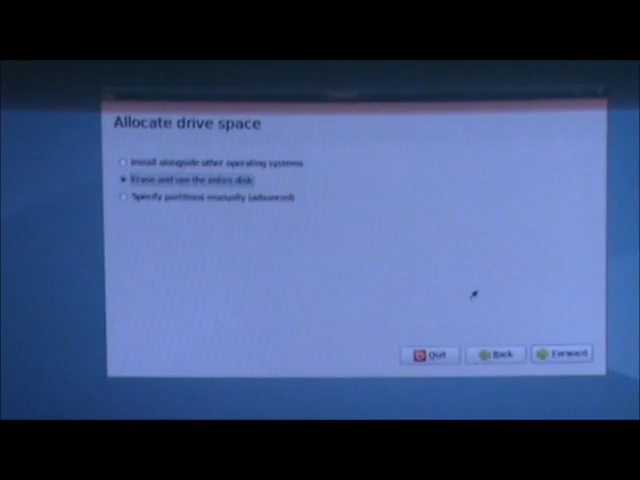 Allocate drive space
Install alongside other operating systems
Erase and use the entire disk
Specify partitions manually (advanced)
Quit
Back
Forward